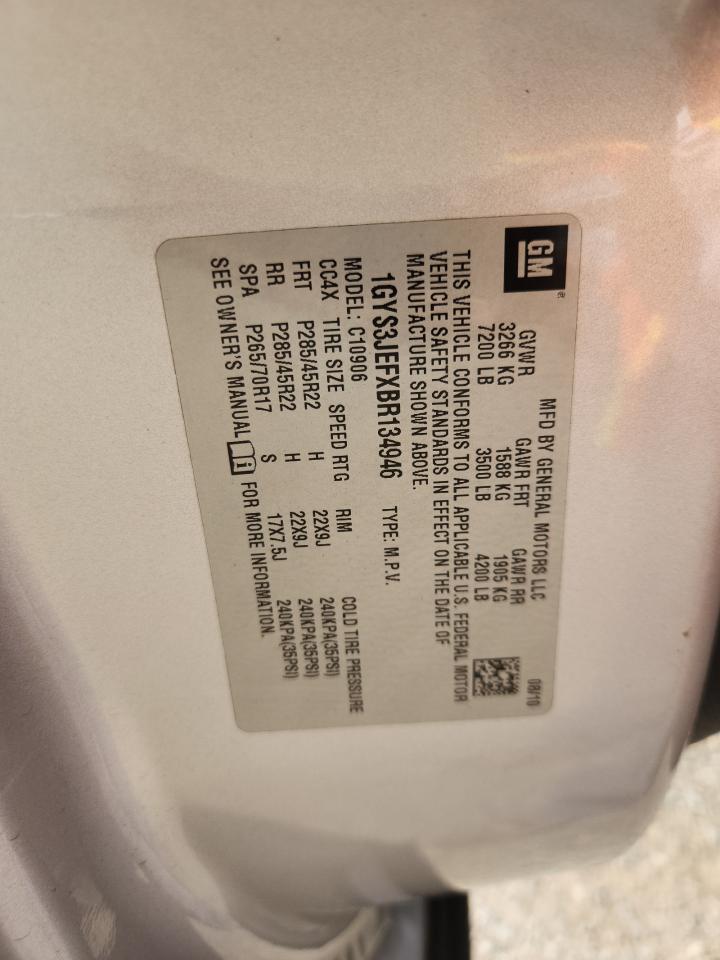 GM®
MFD BY GENERAL MOTORS LLC 08/10
GVWR GAWR FRT GAWR RR
3266 KG 1588 KG 1905 KG
7200 LB 3500 LB 4200 LB
THIS VEHICLE CONFORMS TO ALL APPLICABLE U.S. FEDERAL MOTOR
VEHICLE SAFETY STANDARDS IN EFFECT ON THE DATE OF
MANUFACTURE SHOWN ABOVE.
1GYS3JEFXBR134946 TYPE: M.P.V.
MODEL: C10906
CC4X TIRE SIZE SPEED RTG RIM COLD TIRE PRESSURE
FRT P285/45R22 H 22X9J 240KPA(35PSI)
RR P285/45R22 H 22X9J 240KPA(35PSI)
SPA P265/70R17 S 17X7.5J 240KPA(35PSI)
SEE OWNER'S MANUAL i FOR MORE INFORMATION.